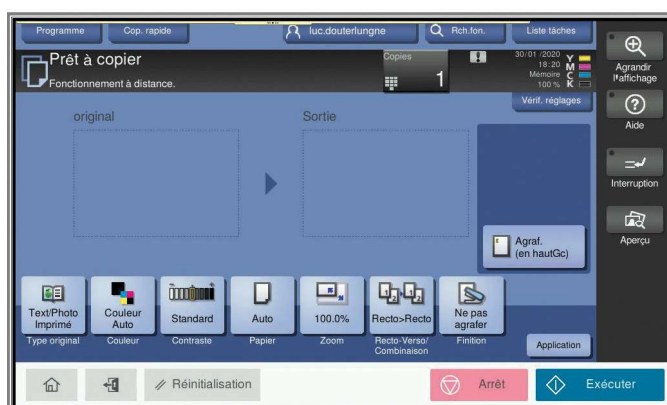 Programme
Cop. rapide
luc.douterlungne
Rch.fon.
Liste tâches
Prêt à copier
Fonctionnement à distance.
Copies
1
30/01 /2020
18:20
Mémoire
100 %
Y
M
C
K
Vérif. réglages
original
Sortie
Agraf.
(en hautGc)
Text/Photo
Imprimé
Couleur
Auto
Standard
Auto
100.0%
Recto>Recto
Ne pas
agrafer
Type original
Couleur
Contraste
Papier
Zoom
Recto-Verso/
Combinaison
Finition
Application
Réinitialisation
Arrêt
Exécuter
Agrandir
l'affichage
Aide
Interruption
Aperçu